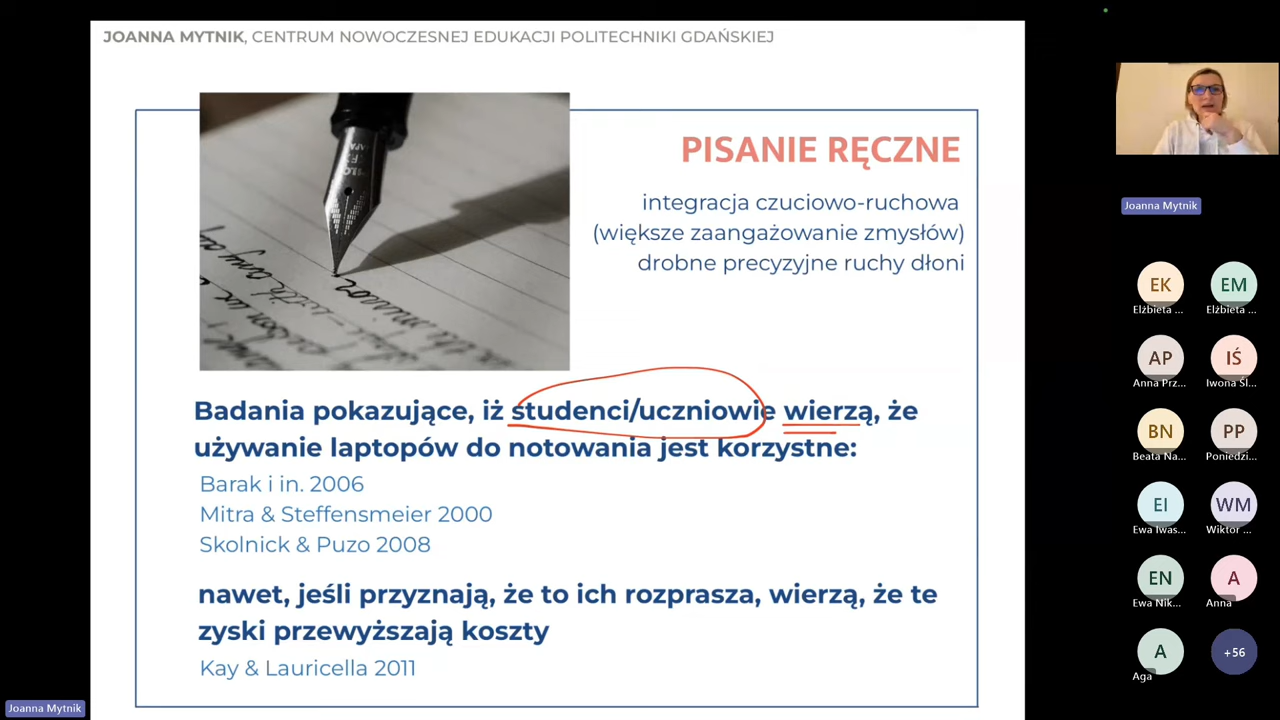 JOANNA MYTNIK, CENTRUM NOWOCZESNEJ EDUKACJI POLITECHNIKI GDAŃSKIEJ
PISANIE RĘCZNE
integracja czuciowo-ruchowa
(większe zaangażowanie zmysłów)
drobne precyzyjne ruchy dłoni
Badania pokazujące, iż studenci/uczniowie wierzą, że
używanie laptopów do notowania jest korzystne:
Barak i in. 2006
Mitra & Steffensmeier 2000
Skolnick & Puzo 2008
nawet, jeśli przyznają, że to ich rozprasza, wierzą, że te
zyski przewyższają koszty
Kay & Lauricella 2011
Joanna Mytnik
Joanna Mytnik
EK
EM
Elżbieta ...
Elżbieta ...
AP
IŚ
Anna Prz...
Iwona Śl...
BN
PP
Beata Na...
Poniedzi...
EI
WM
Ewa Iwas...
Wiktor ...
EN
A
Ewa Nik...
Anna
A
+56
Aga